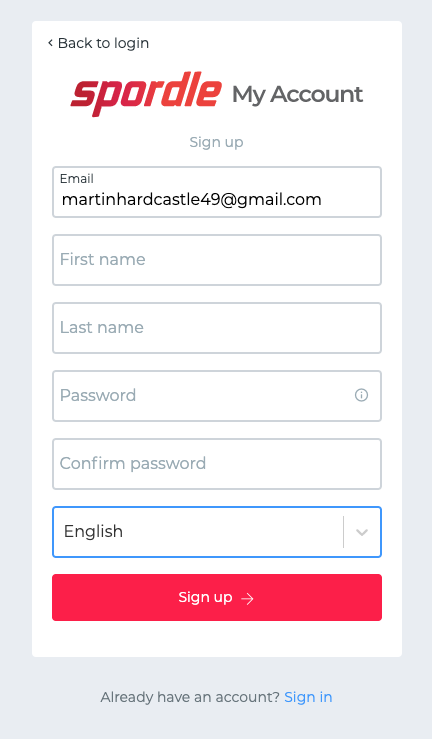 Back to login
spordle My Account
Sign up
Email
martinhardcastle49@gmail.com
First name
Last name
Password
Confirm password
English
Sign up
Already have an account? Sign in